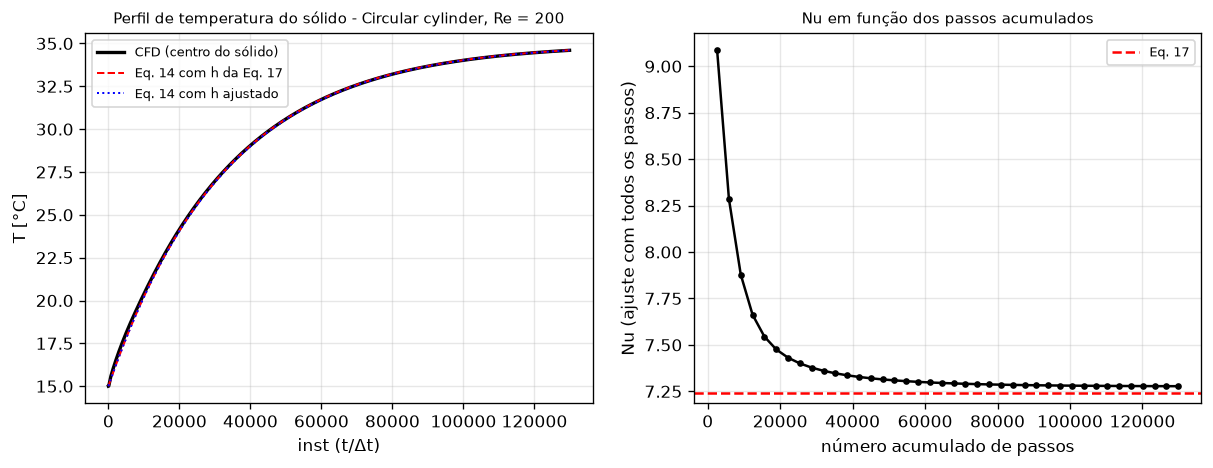 Perfil de temperatura do sólido - Circular cylinder, Re = 200
35.0
32.5
30.0
27.5
25.0
22.5
20.0
17.5
15.0
T [°C]
CFD (centro do sólido)
Eq. 14 com h da Eq. 17
Eq. 14 com h ajustado
0 20000 40000 60000 80000 100000 120000
inst (t/Δt)
Nu em função dos passos acumulados
9.00
8.75
8.50
8.25
8.00
7.75
7.50
7.25
Nu (ajuste com todos os passos)
Eq. 17
0 20000 40000 60000 80000 100000 120000
número acumulado de passos